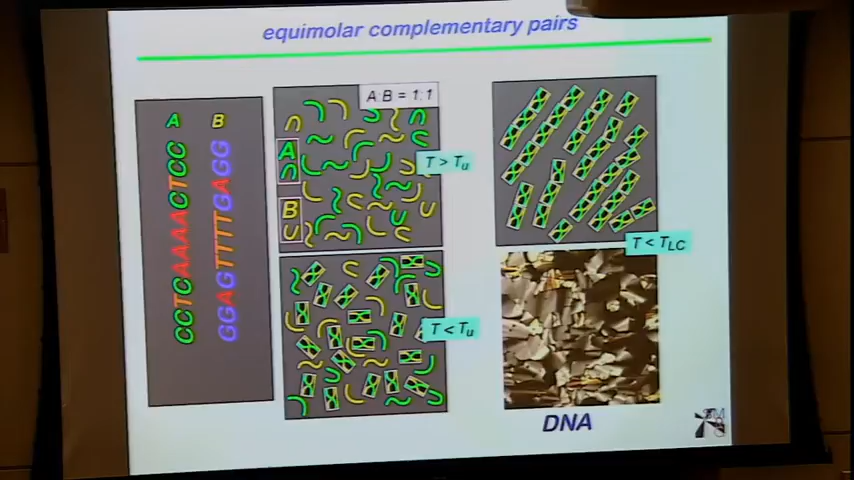 equimolar complementary pairs
A B
CCTCAAAACTCC
GGAGTTTTGAGG
A:B = 1:1
A
B
T > Tu
T < Tu
T < TLC
DNA